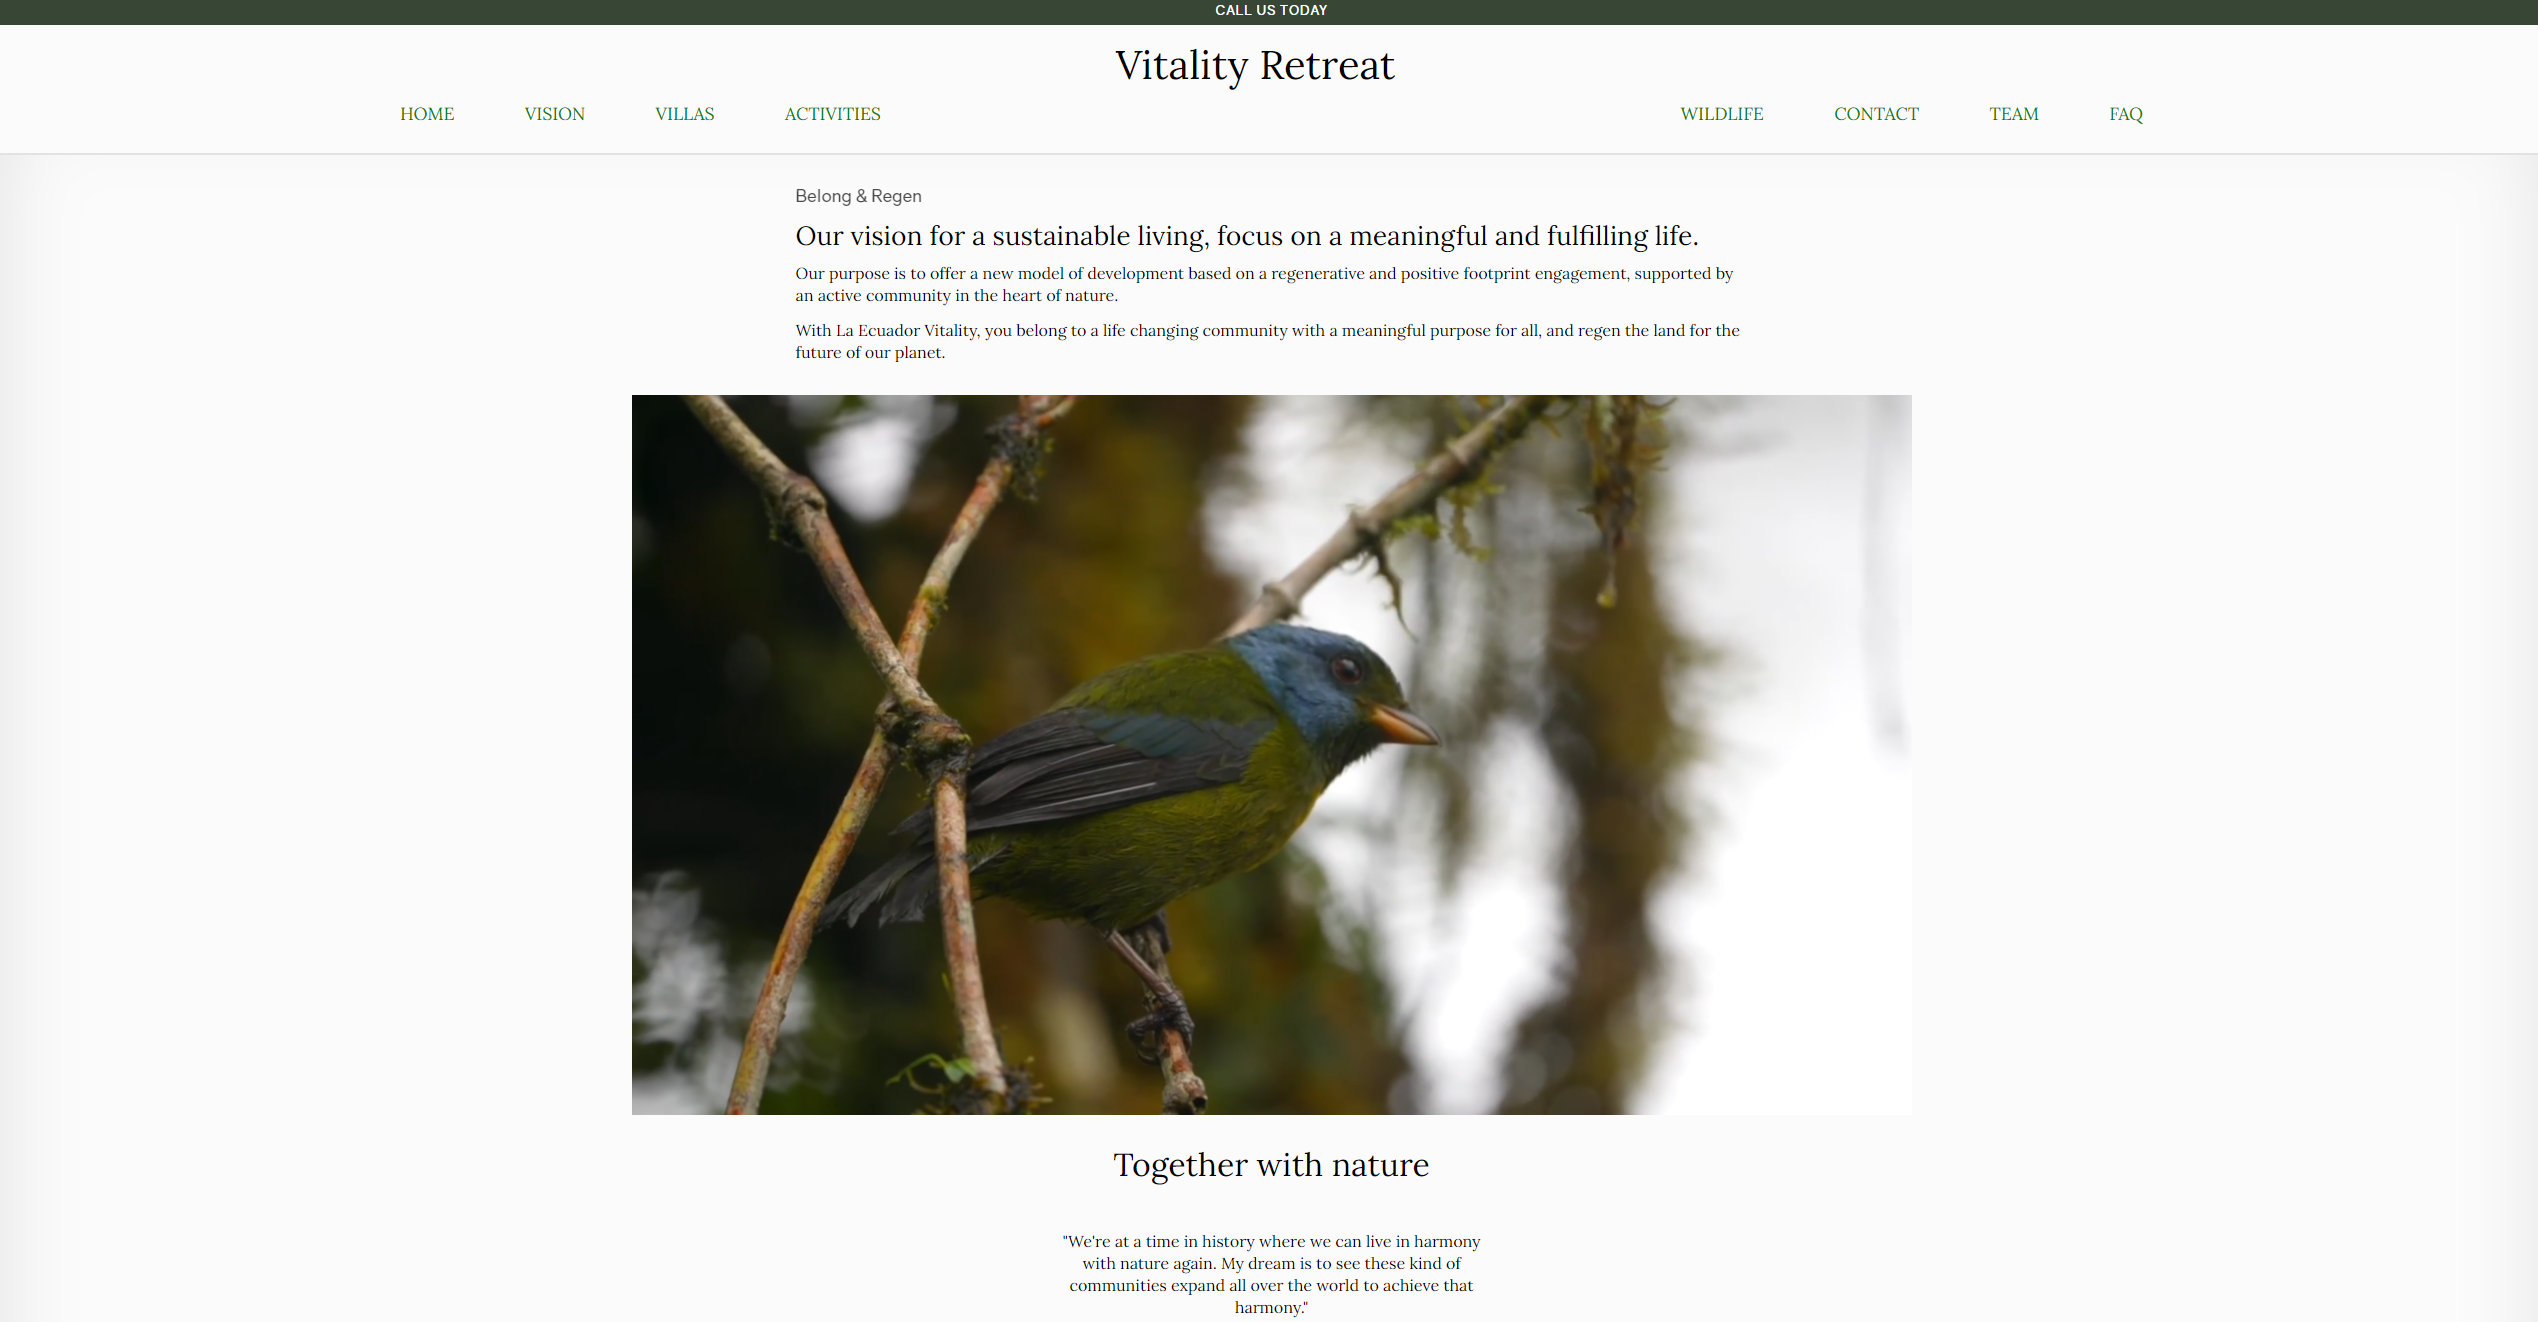 CALL US TODAY
Vitality Retreat
HOME VISION VILLAS ACTIVITIES WILDLIFE CONTACT TEAM FAQ
Belong & Regen
Our vision for a sustainable living, focus on a meaningful and fulfilling life.
Our purpose is to offer a new model of development based on a regenerative and positive footprint engagement, supported by
an active community in the heart of nature.
With La Ecuador Vitality, you belong to a life changing community with a meaningful purpose for all, and regen the land for the
future of our planet.
Together with nature
"We're at a time in history where we can live in harmony
with nature again. My dream is to see these kind of
communities expand all over the world to achieve that
harmony."